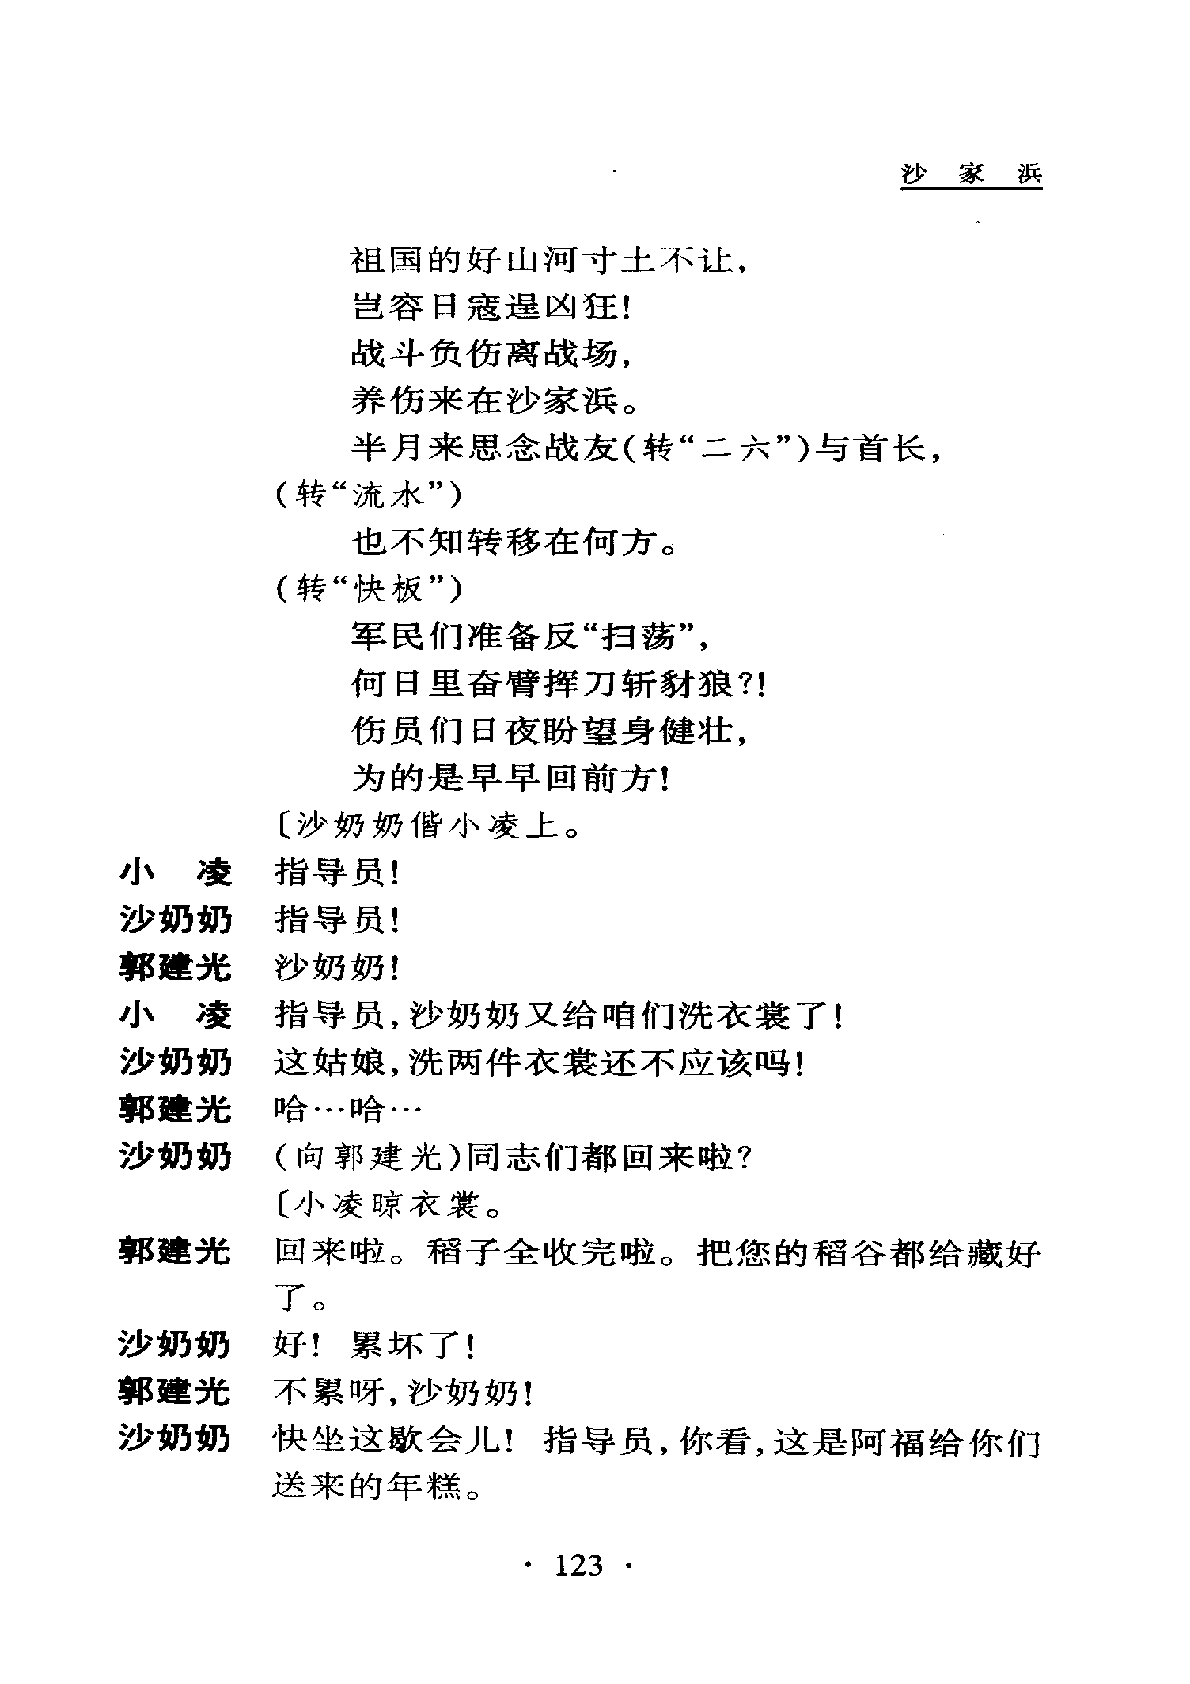 沙 家 浜
祖国的好山河寸土不让，
岂容日寇逞凶狂！
战斗负伤离战场，
养伤来在沙家浜。
半月来思念战友(转“二六”)与首长，
(转“流水”)
也不知转移在何方。
(转“快板”)
军民们准备反“扫荡”，
何日里奋臂挥刀斩豺狼?!
伤员们日夜盼望身健壮，
为的是早早回前方！
〔沙奶奶偕小凌上。
小 凌 指导员！
沙奶奶 指导员！
郭建光 沙奶奶！
小 凌 指导员，沙奶奶又给咱们洗衣裳了！
沙奶奶 这姑娘，洗两件衣裳还不应该吗！
郭建光 哈…哈…
沙奶奶 (向郭建光)同志们都回来啦？
〔小凌晾衣裳。
郭建光 回来啦。稻子全收完啦。把您的稻谷都给藏好
了。
沙奶奶 好！ 累坏了！
郭建光 不累呀，沙奶奶！
沙奶奶 快坐这歇会儿！ 指导员，你看，这是阿福给你们
送来的年糕。
· 123 ·